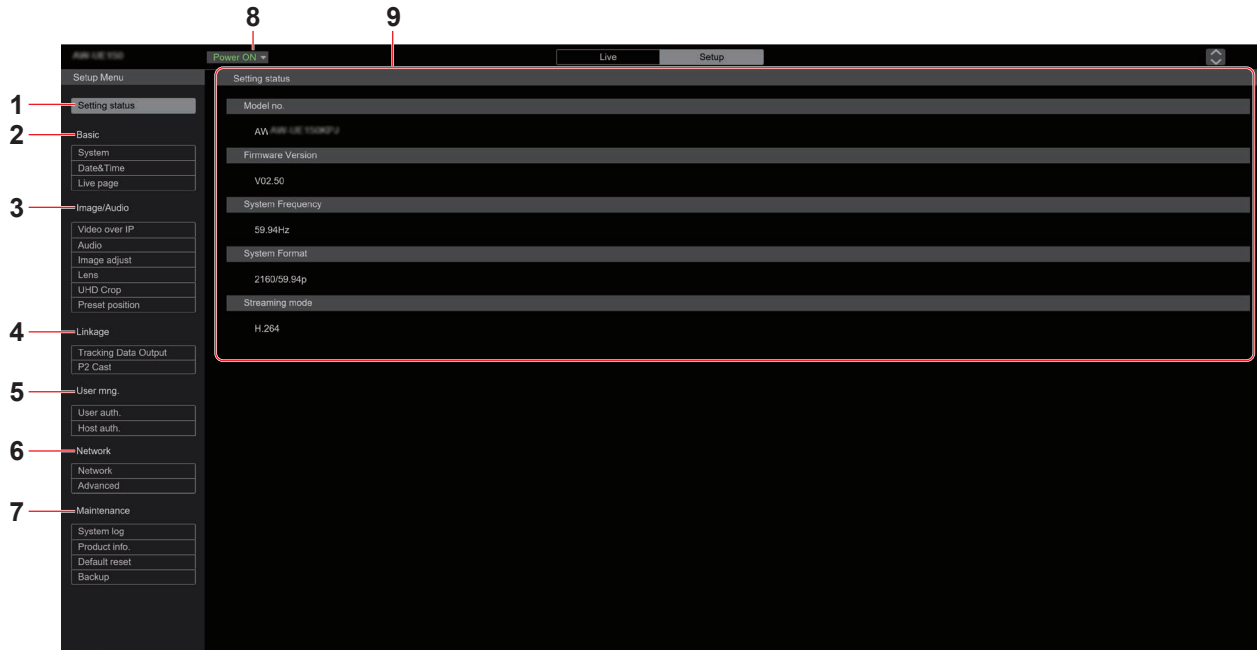 8 9
Power ON Live Setup
Setup Menu
1 Setting status
2 Basic
System
Date&Time
Live page
3 Image/Audio
Video over IP
Audio
Image adjust
Lens
UHD Crop
Preset position
4 Linkage
Tracking Data Output
P2 Cast
5 User mng.
User auth.
Host auth.
6 Network
Network
Advanced
7 Maintenance
System log
Product info.
Default reset
Backup
Setting status
Model no.
Firmware Version
V02.50
System Frequency
59.94Hz
System Format
2160/59.94p
Streaming mode
H.264